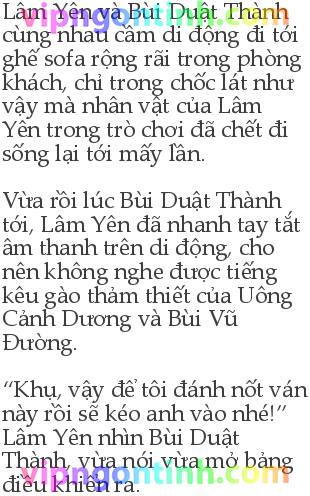 Lâm Yên và Bùi Duật Thành
vipngontinh.com
cùng nhau cầm di động đi tới
ghế sofa rộng rãi trong phòng
khách, chỉ trong chốc lát như
vậy mà nhân vật của Lâm
Yên trong trò chơi đã chết đi
sống lại tới mấy lần.
Vừa rồi lúc Bùi Duật Thành
tới, Lâm Yên đã nhanh tay tắt
vipngontinh.com
âm thanh trên di động, cho
nên không nghe được tiếng
kêu gào thảm thiết của Uông
Cảnh Dương và Bùi Vũ
Đường.
“Khụ, vậy để tôi đánh nốt ván
này rồi sẽ kéo anh vào nhé!”
Lâm Yên nhìn Bùi Duật
Thành, vừa nói vừa mở bảng
vipngontinh.com
điều khiển ra.